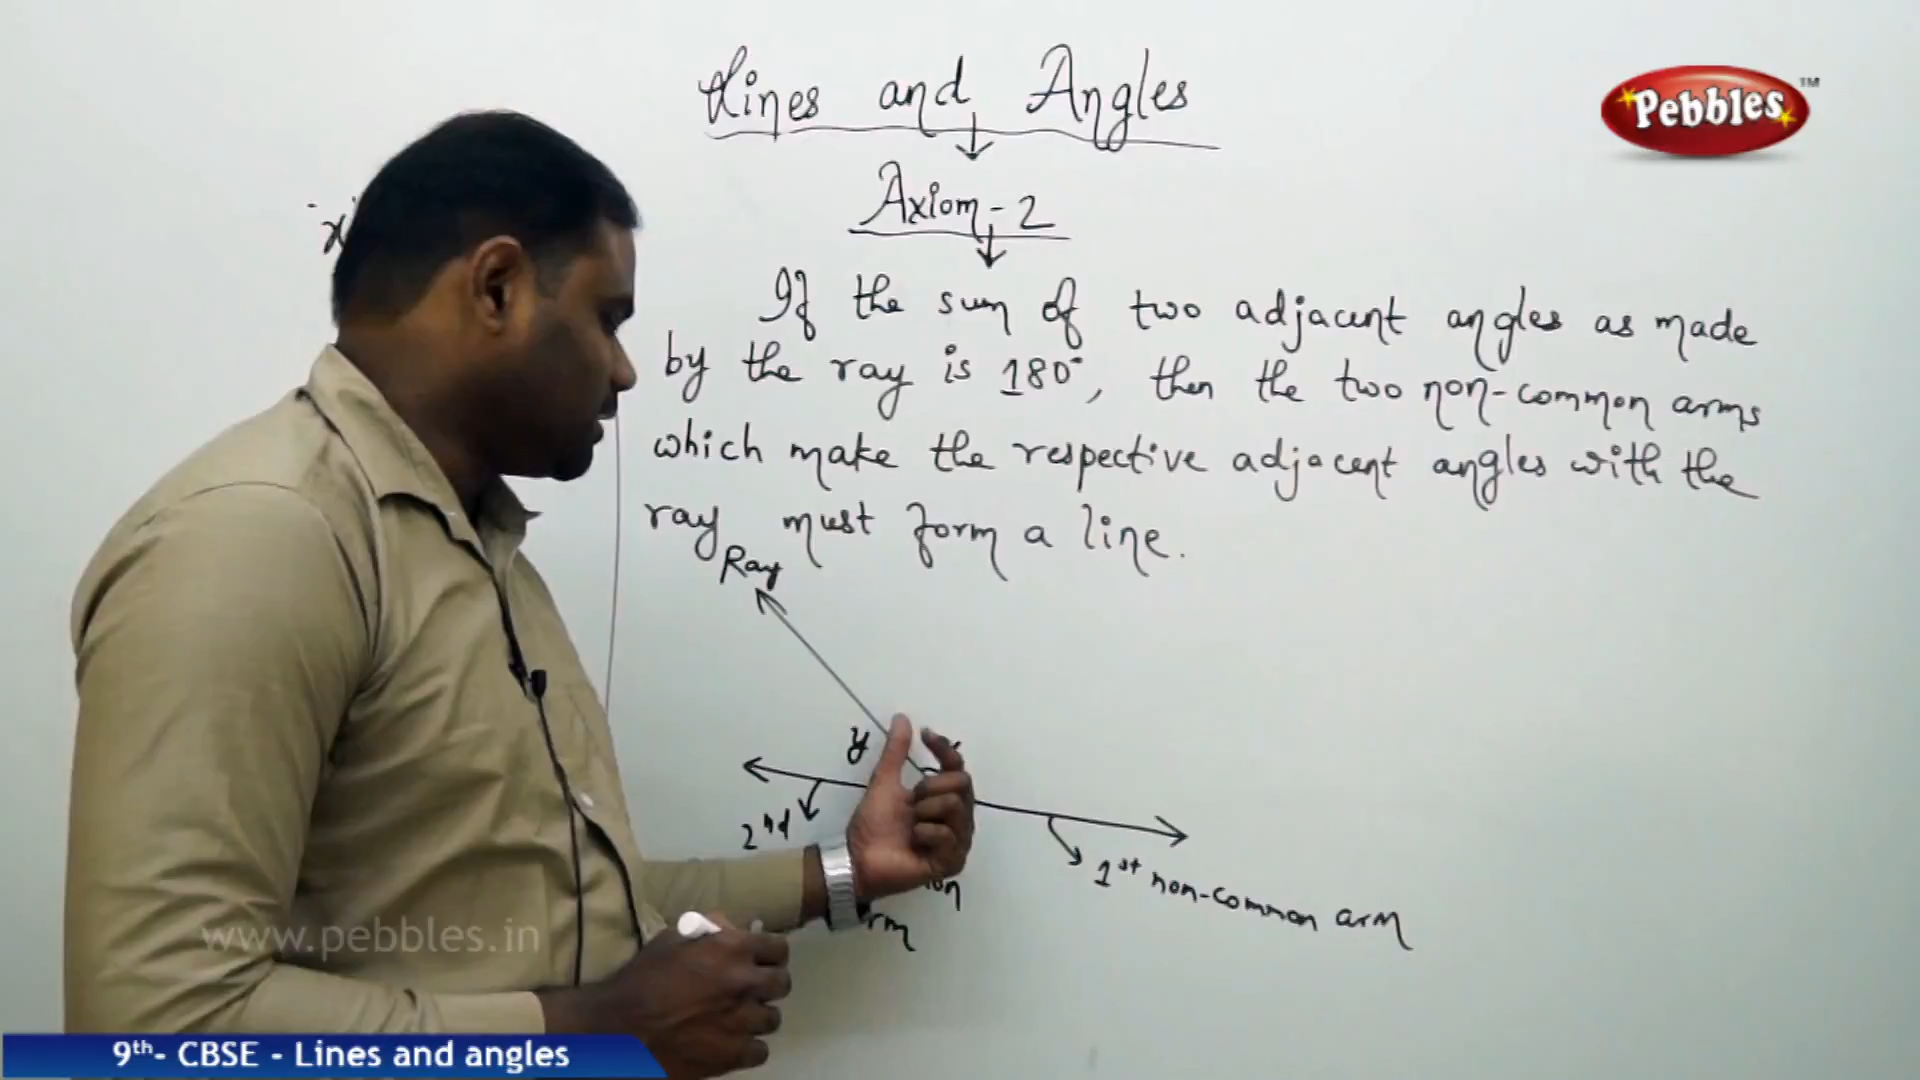 Lines and Angles
Pebbles™
Axiom-2
x
If the sum of two adjacent angles as made
by the ray is 180°, then the two non-common arms
which make the respective adjacent angles with the
ray must form a line.
Ray
y
2nd
1st non-common arm
www.pebbles.in
9th- CBSE - Lines and angles